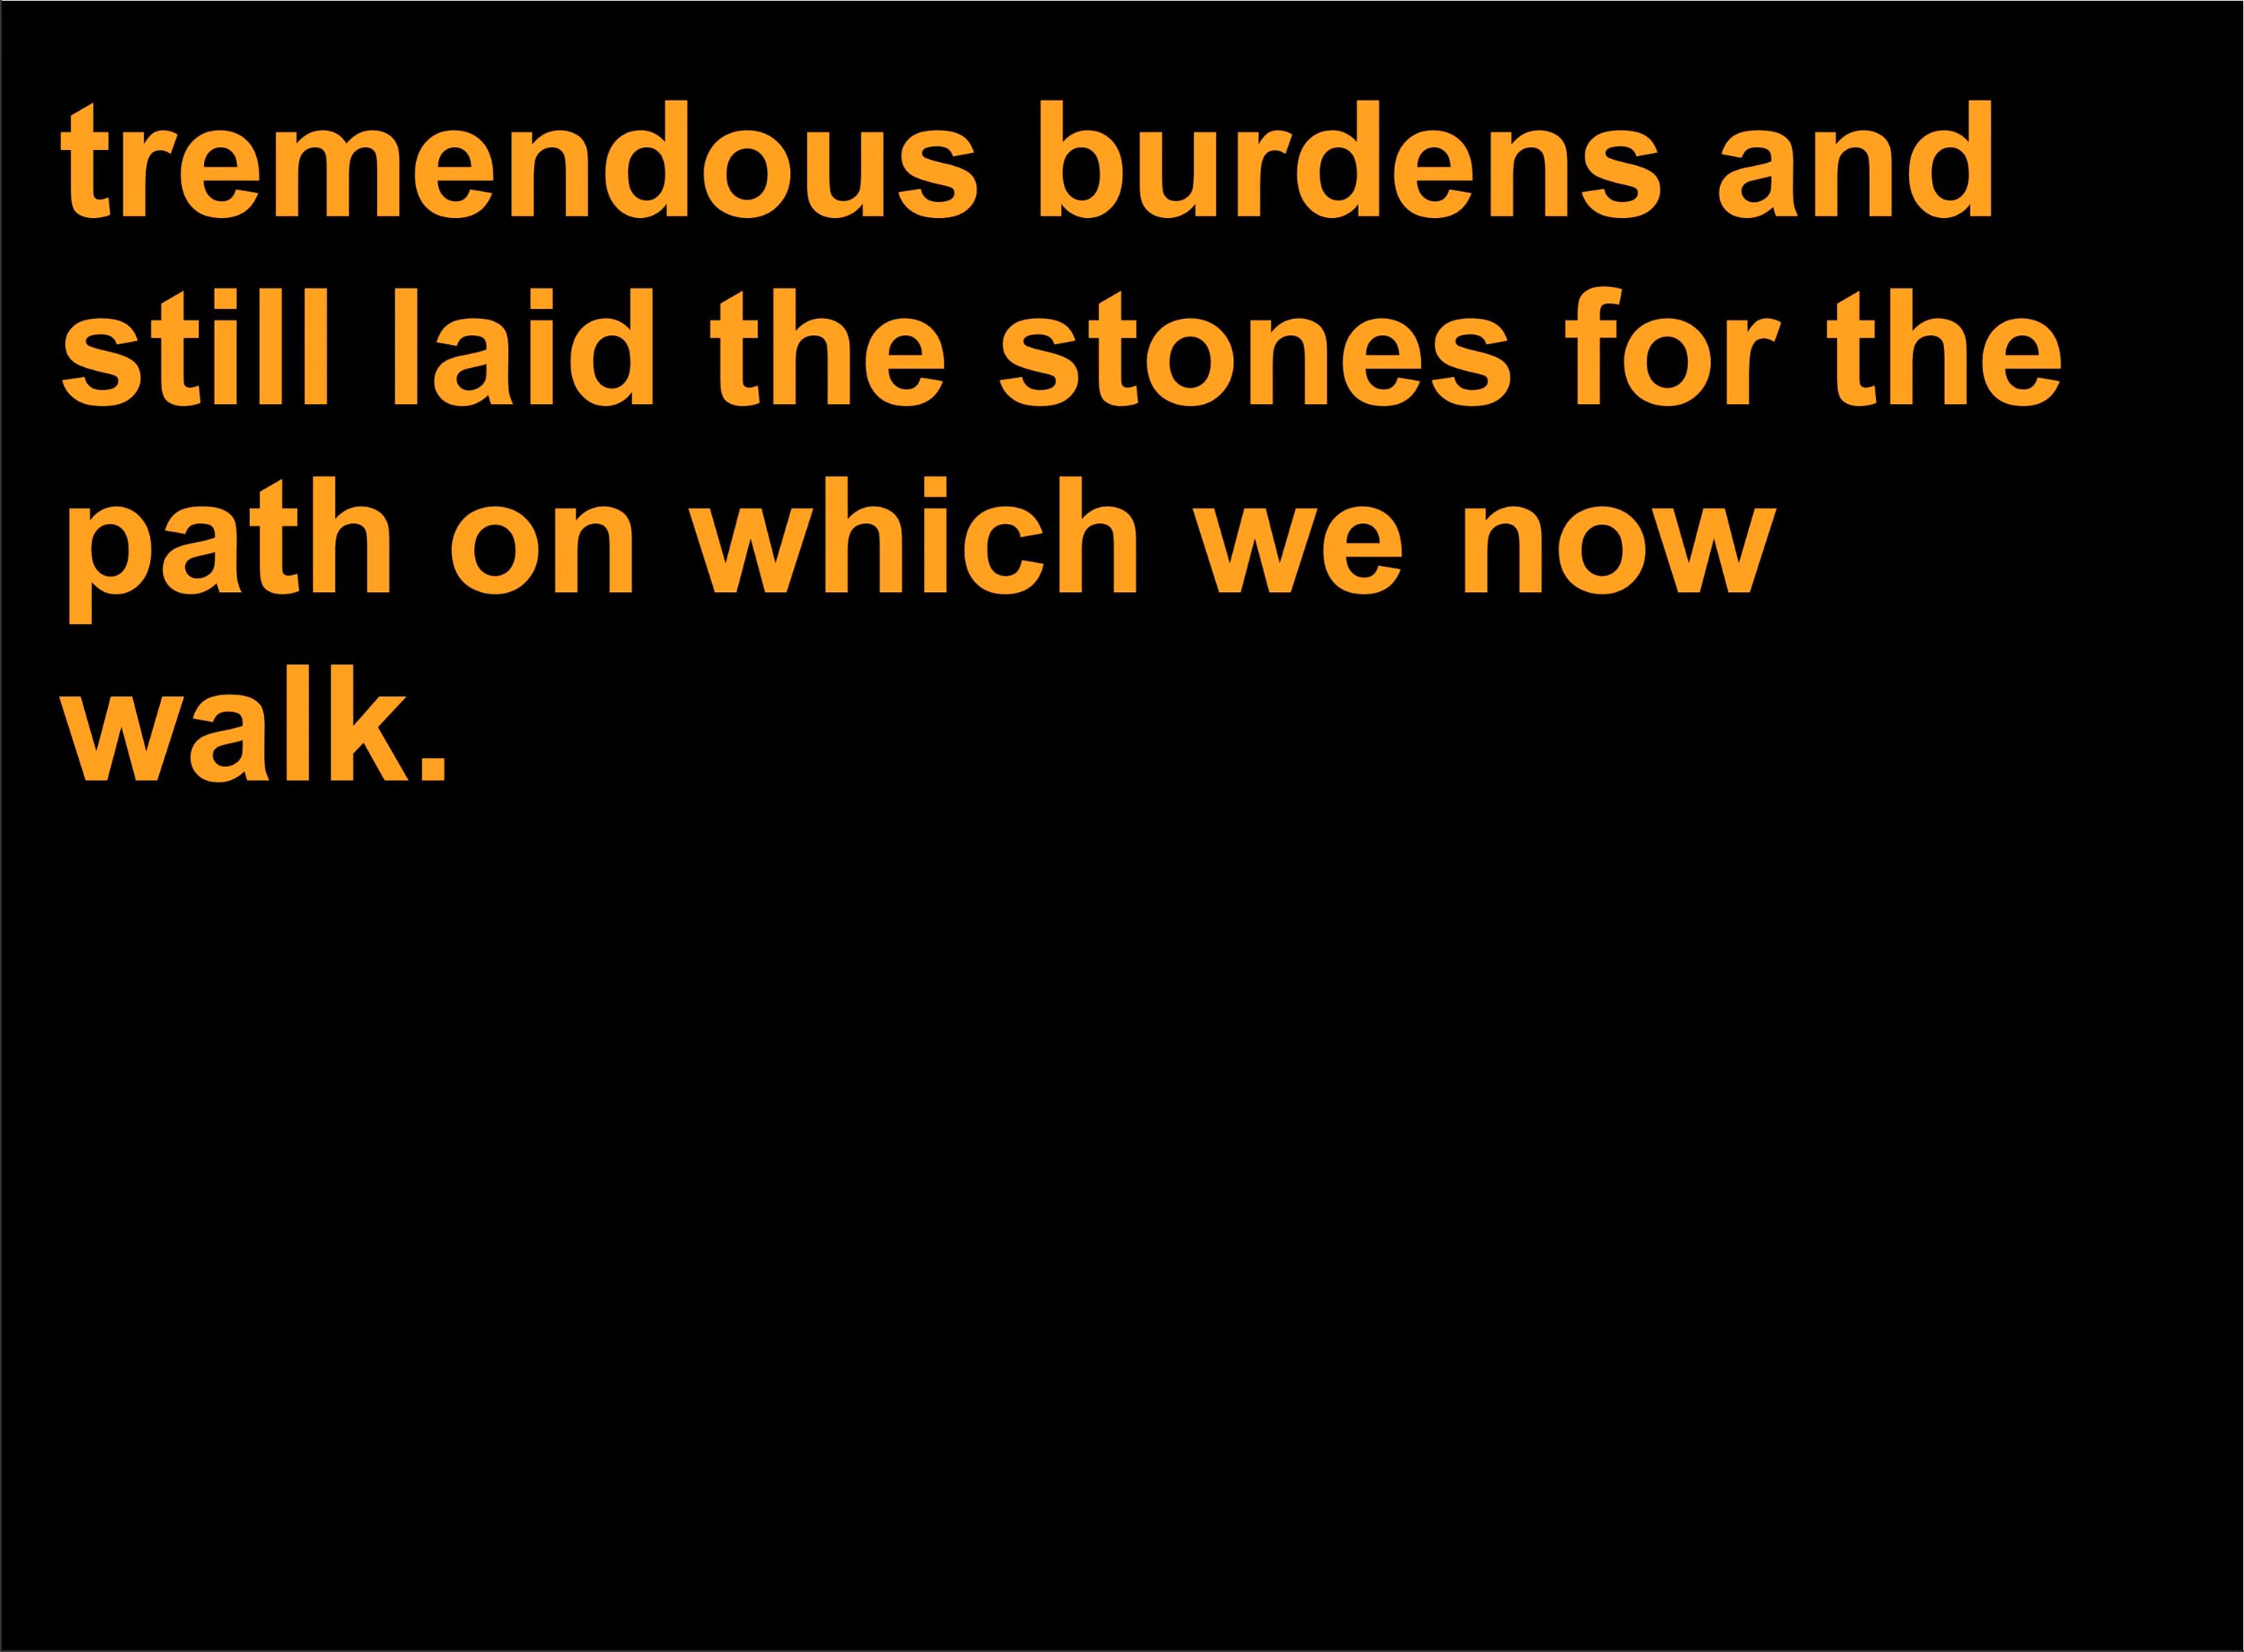 tremendous burdens and
still laid the stones for the
path on which we now
walk.